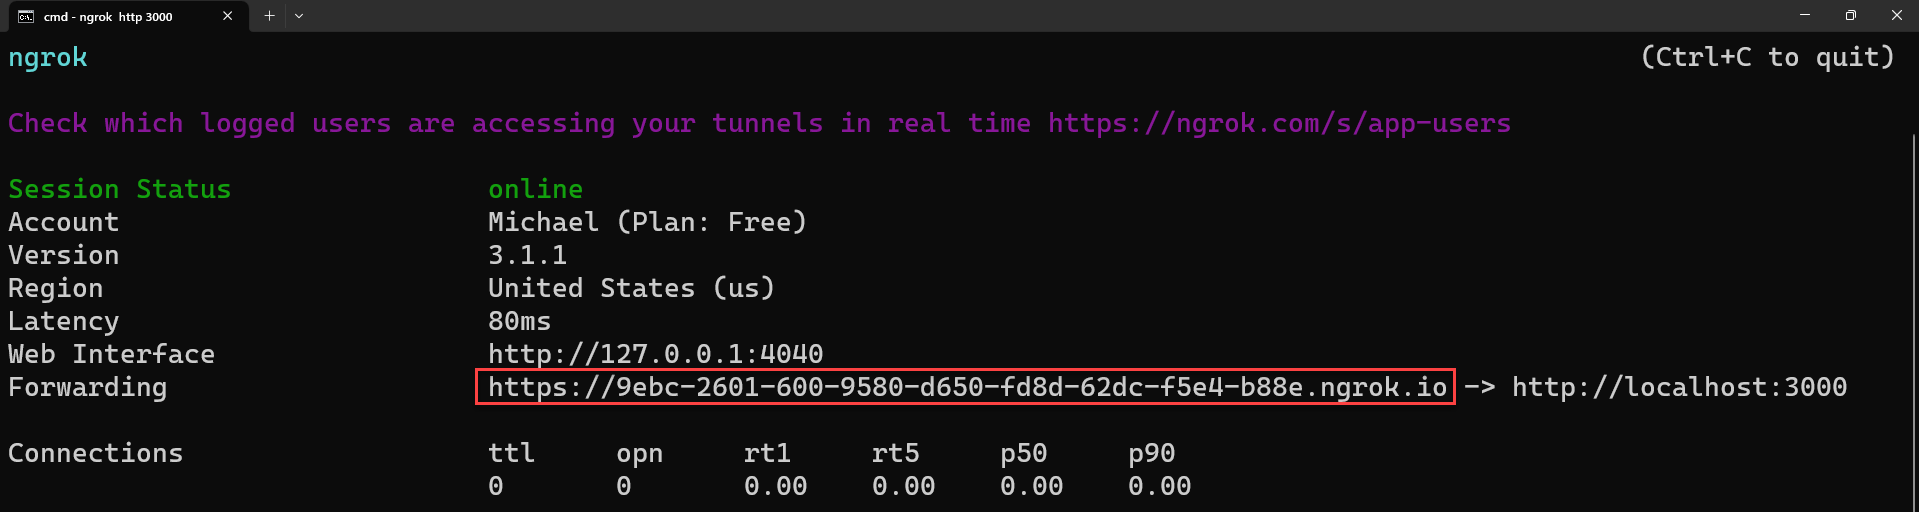 cmd - ngrok http 3000
ngrok (Ctrl+C to quit)
Check which logged users are accessing your tunnels in real time https://ngrok.com/s/app-users
Session Status online
Account Michael (Plan: Free)
Version 3.1.1
Region United States (us)
Latency 80ms
Web Interface http://127.0.0.1:4040
Forwarding https://9ebc-2601-600-9580-d650-fd8d-62dc-f5e4-b88e.ngrok.io -> http://localhost:3000
Connections ttl opn rt1 rt5 p50 p90
0 0 0.00 0.00 0.00 0.00